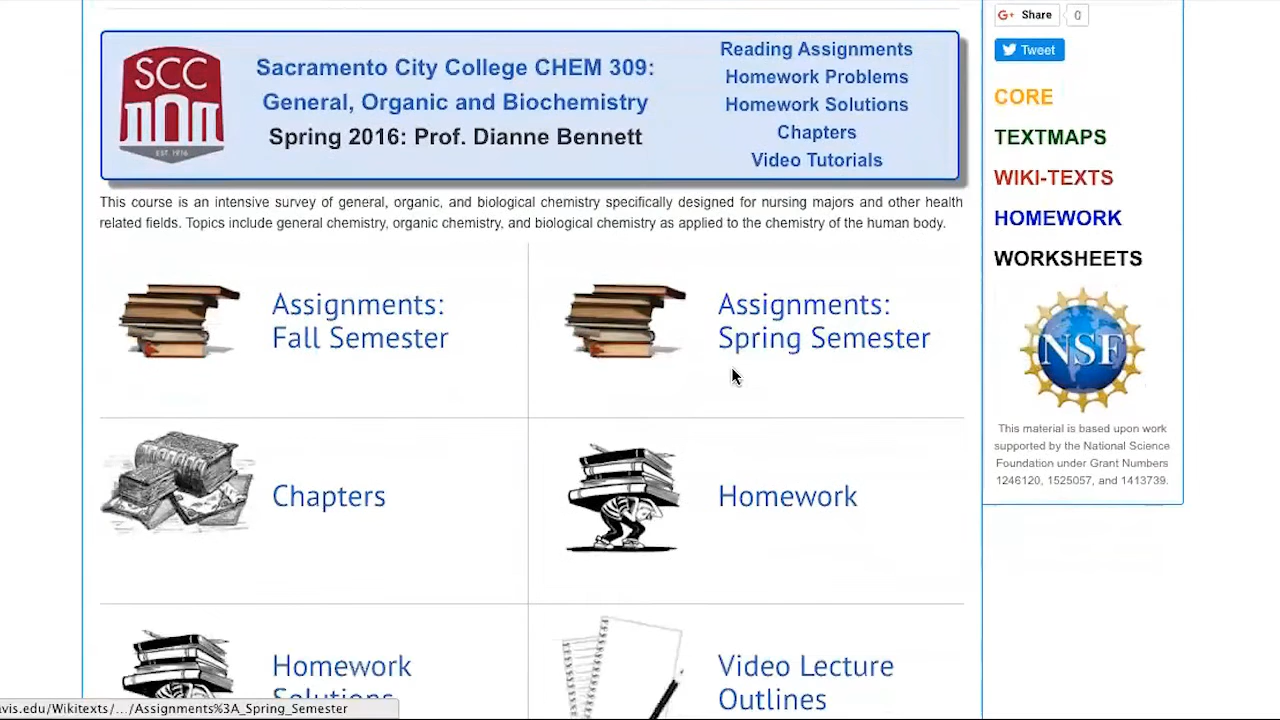 SCC
EST. 1916
Sacramento City College CHEM 309:
General, Organic and Biochemistry
Spring 2016: Prof. Dianne Bennett
Reading Assignments
Homework Problems
Homework Solutions
Chapters
Video Tutorials
This course is an intensive survey of general, organic, and biological chemistry specifically designed for nursing majors and other health
related fields. Topics include general chemistry, organic chemistry, and biological chemistry as applied to the chemistry of the human body.
Assignments:
Fall Semester
Assignments:
Spring Semester
Chapters
Homework
Homework
Solutions
Video Lecture
Outlines
G+ Share 0
Tweet
CORE
TEXTMAPS
WIKI-TEXTS
HOMEWORK
WORKSHEETS
NSF
This material is based upon work
supported by the National Science
Foundation under Grant Numbers
1246120, 1525057, and 1413739.
avis.edu/Wikitexts/.../Assignments%3A_Spring_Semester